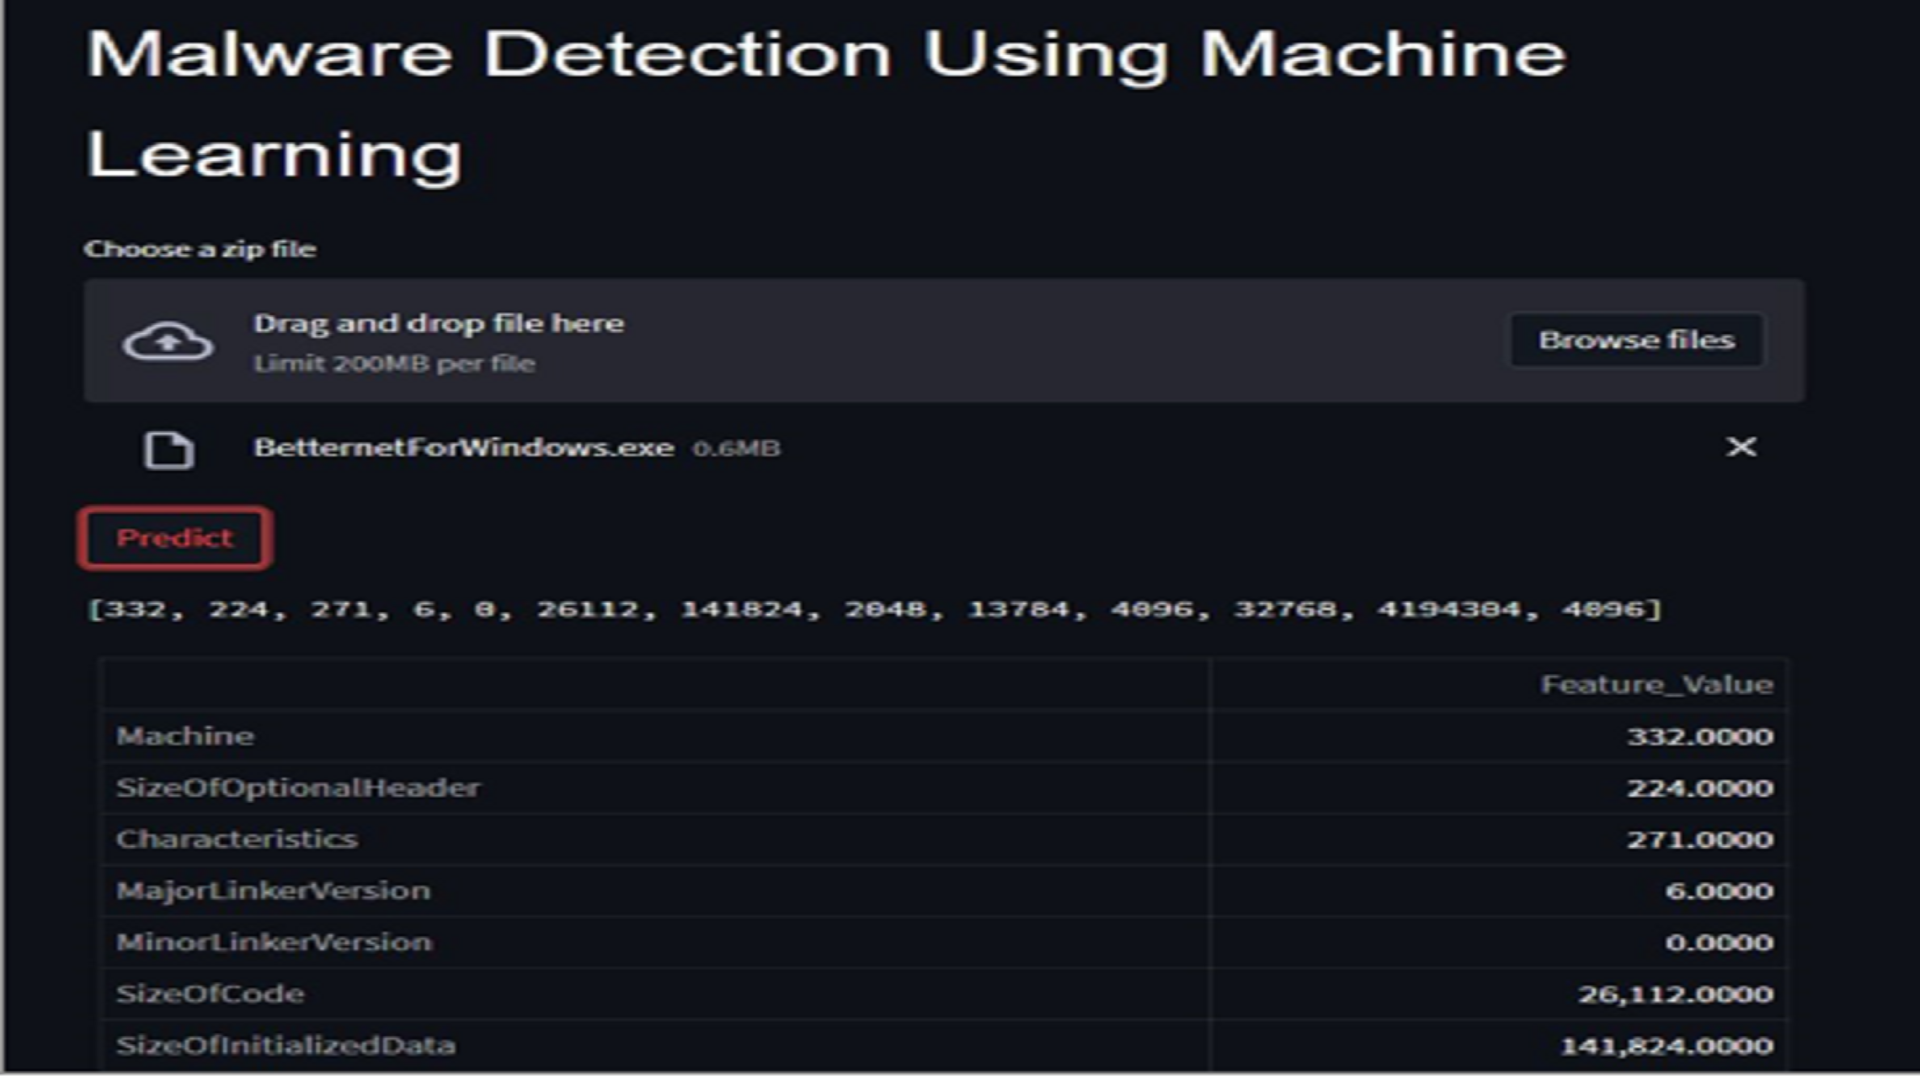 Malware Detection Using Machine
Learning
Choose a zip file
Drag and drop file here
Limit 200MB per file
Browse files
BetternetForWindows.exe 0.6MB
Predict
[332, 224, 271, 6, 0, 26112, 141824, 2048, 13784, 4096, 32768, 4194304, 4096]
Feature_Value
Machine 332.0000
SizeOfOptionalHeader 224.0000
Characteristics 271.0000
MajorLinkerVersion 6.0000
MinorLinkerVersion 0.0000
SizeOfCode 26,112.0000
SizeOfInitializedData 141,824.0000